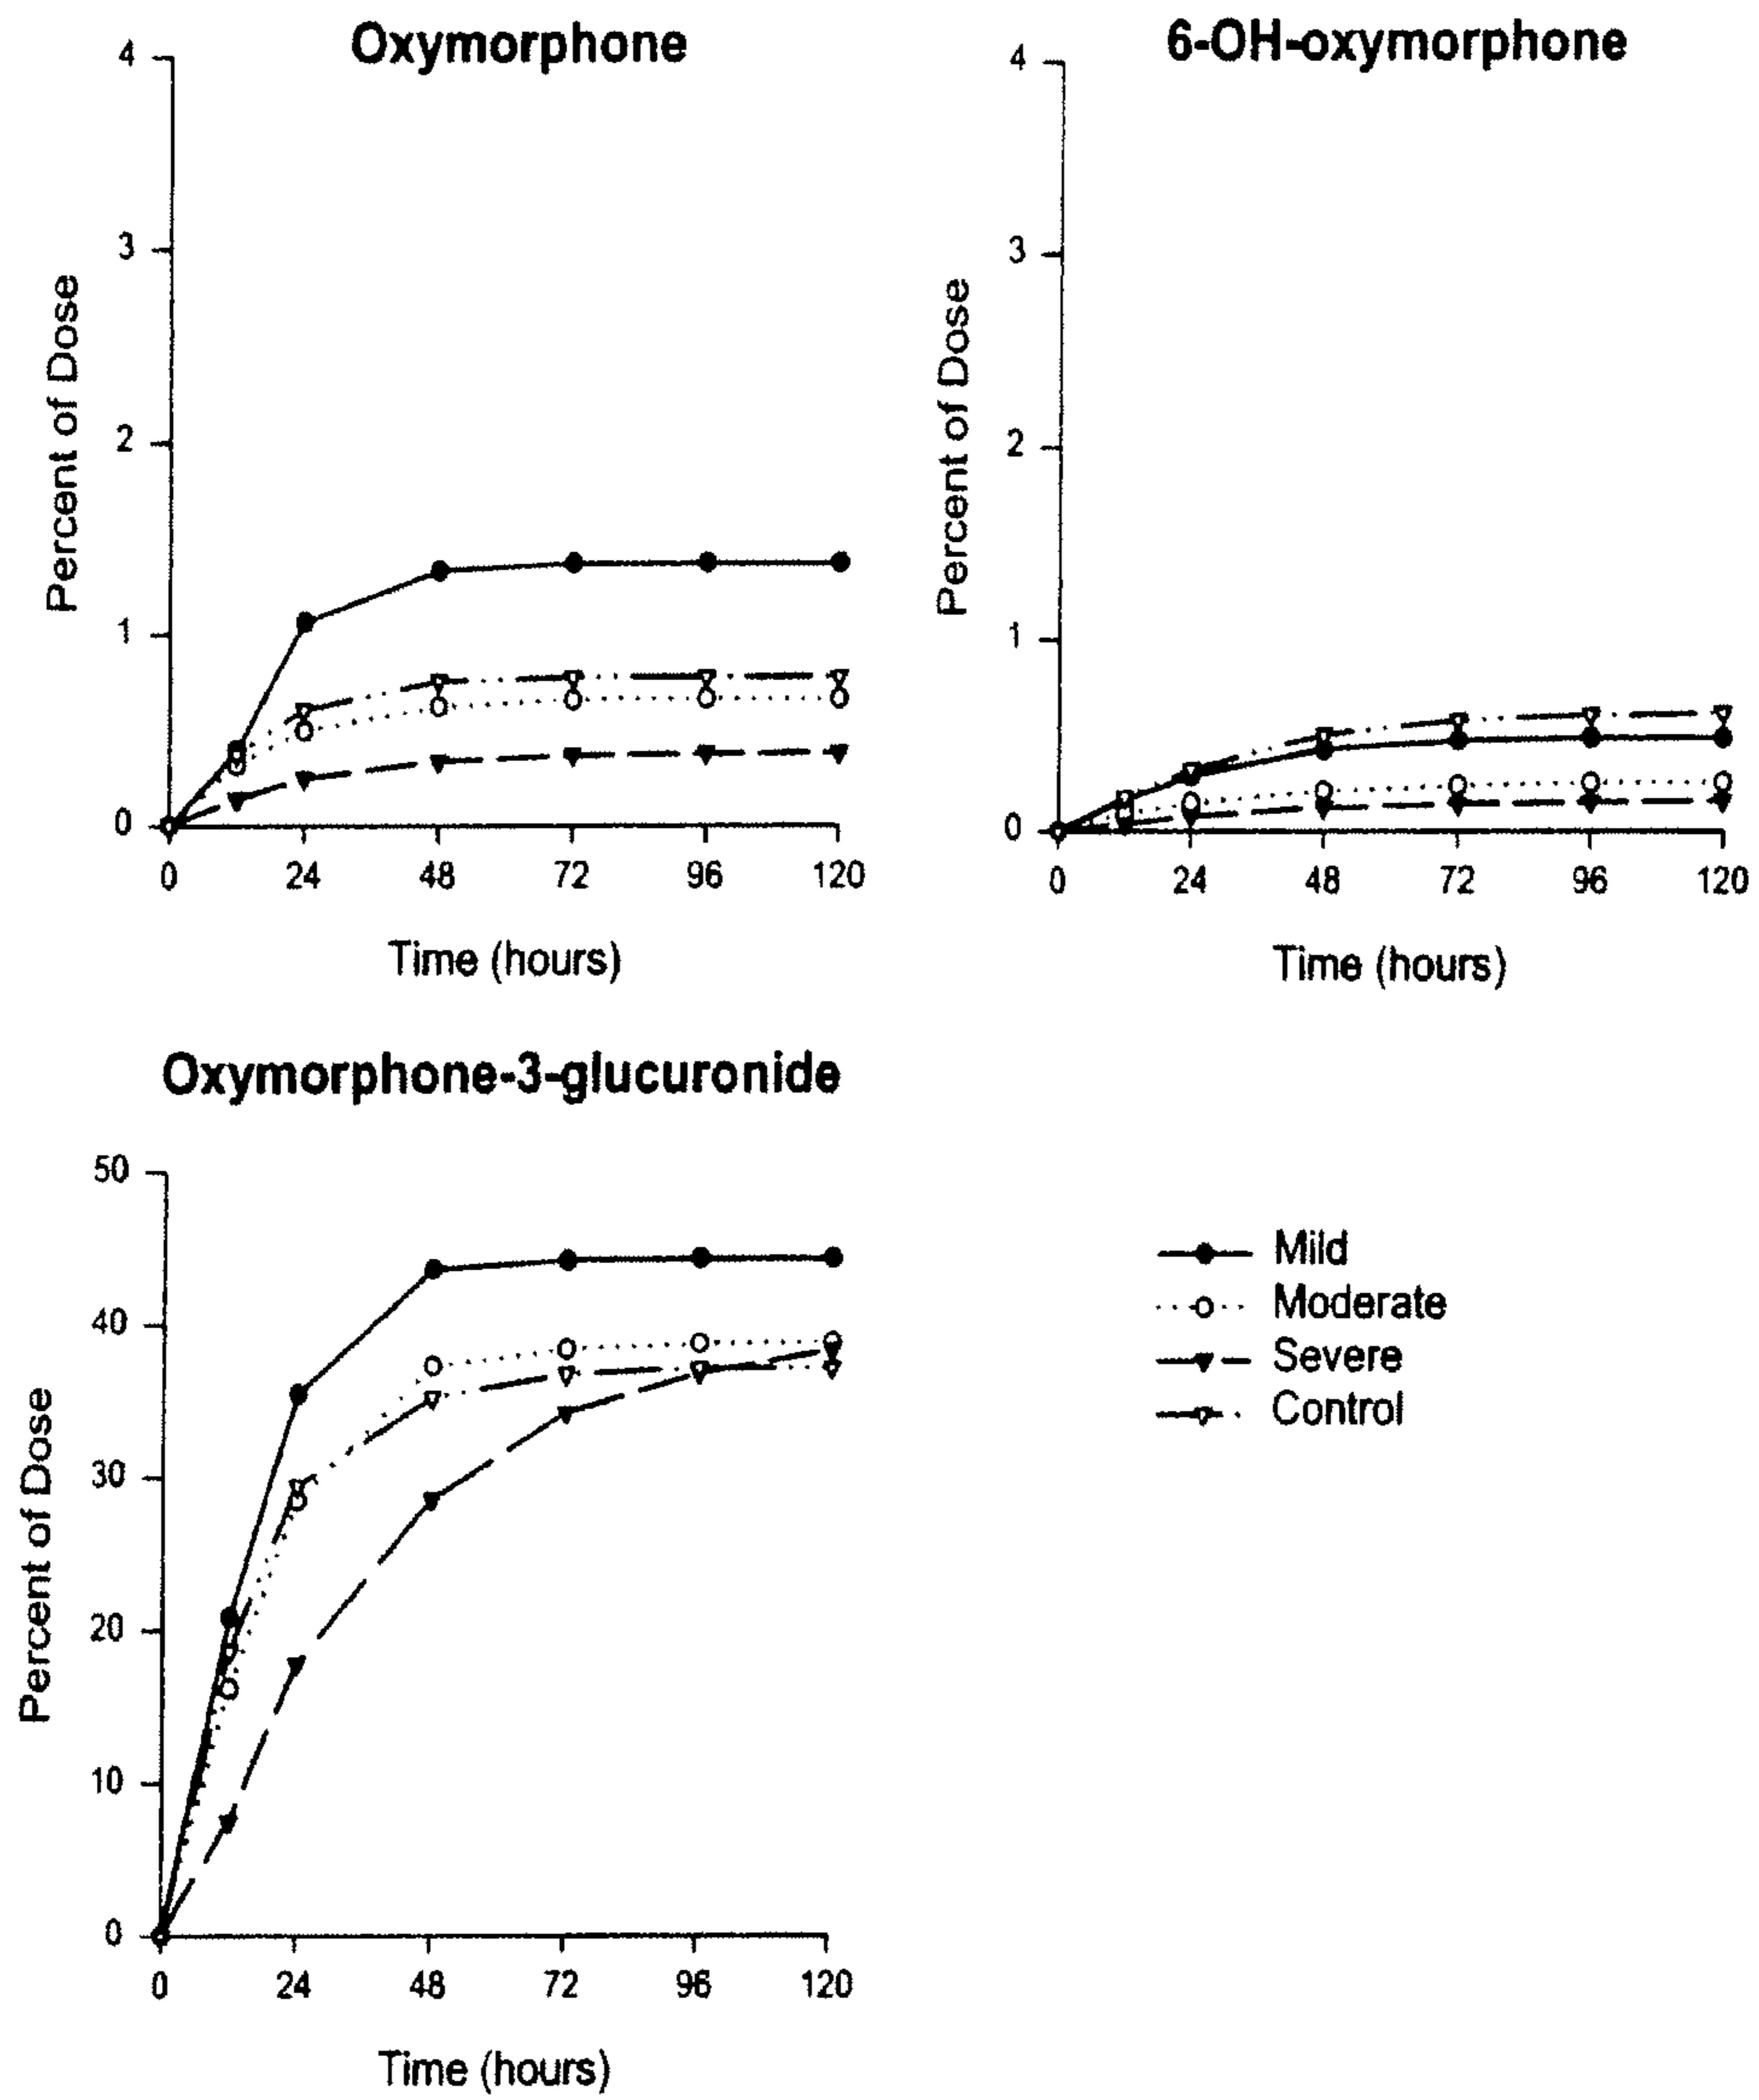 Oxymorphone
4
3
2
1
0
Percent of Dose
0 24 48 72 96 120
Time (hours)
6-OH-oxymorphone
4
3
2
1
0
Percent of Dose
0 24 48 72 96 120
Time (hours)
Oxymorphone-3-glucuronide
50
40
30
20
10
0
Percent of Dose
0 24 48 72 96 120
Time (hours)
Mild
Moderate
Severe
Control